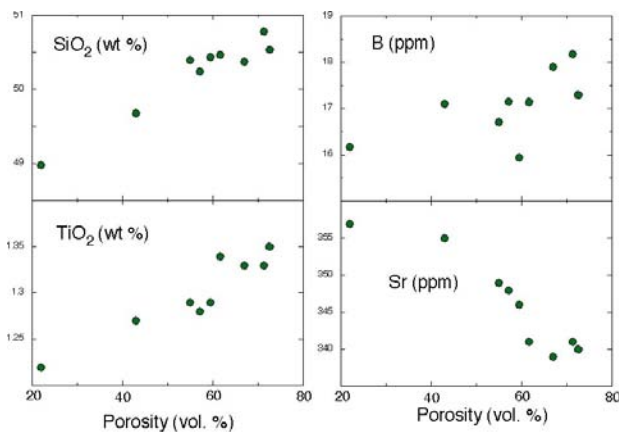 51
SiO₂ (wt %)
50
49
19
B (ppm)
18
17
16
TiO₂ (wt %)
1.35
1.3
1.25
20 40 60 80
Porosity (vol. %)
355
350
Sr (ppm)
345
340
20 40 60 80
Porosity (vol. %)